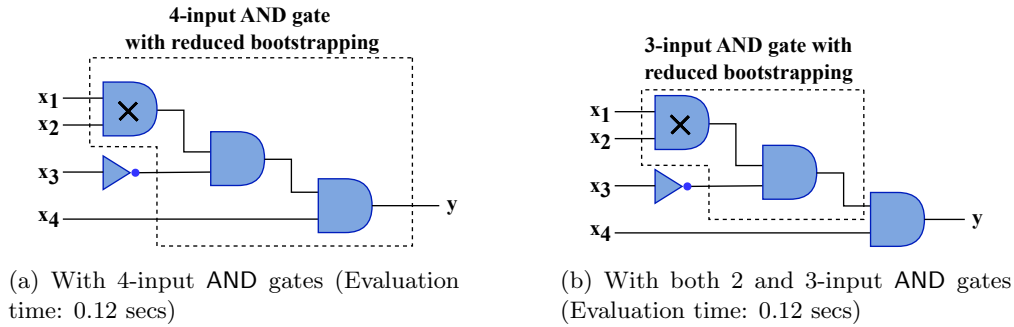 4-input AND gate
with reduced bootstrapping
x1
x2
x3
x4
y
(a) With 4-input AND gates (Evaluation
time: 0.12 secs)
3-input AND gate with
reduced bootstrapping
x1
x2
x3
x4
y
(b) With both 2 and 3-input AND gates
(Evaluation time: 0.12 secs)